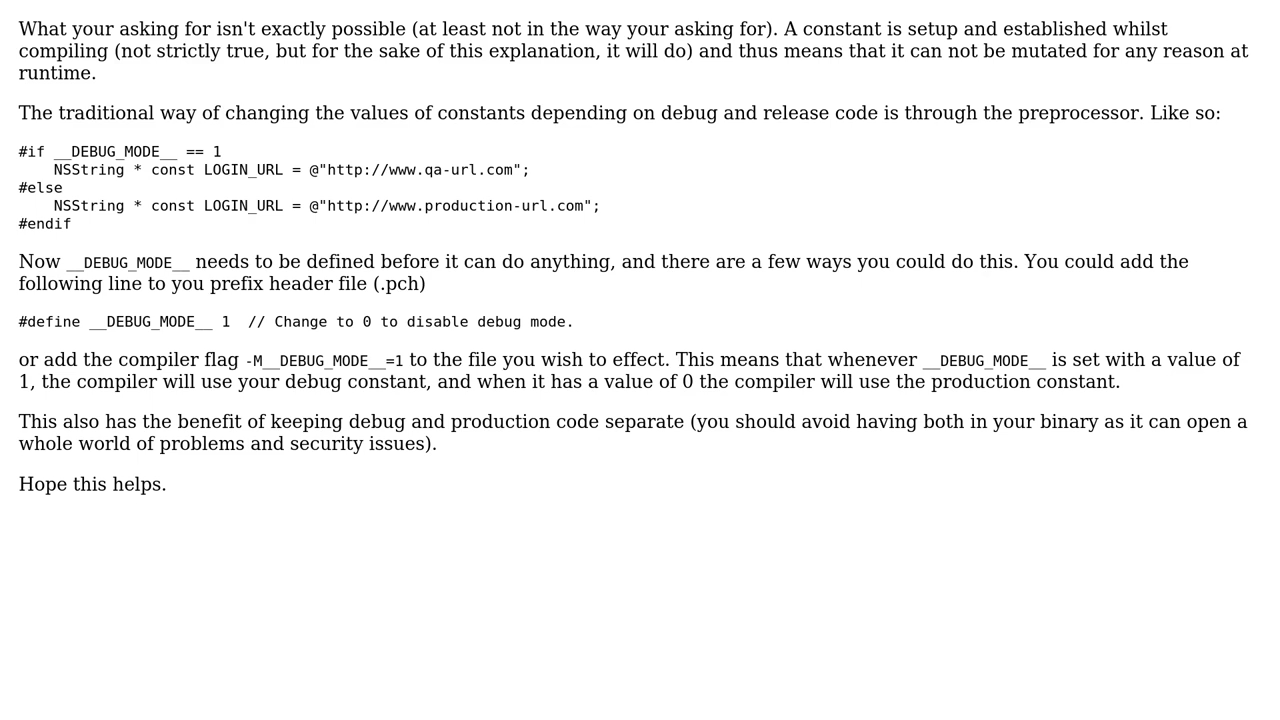 What your asking for isn't exactly possible (at least not in the way your asking for). A constant is setup and established whilst
compiling (not strictly true, but for the sake of this explanation, it will do) and thus means that it can not be mutated for any reason at
runtime.
The traditional way of changing the values of constants depending on debug and release code is through the preprocessor. Like so:
#if __DEBUG_MODE__ == 1
    NSString * const LOGIN_URL = @"http://www.qa-url.com";
#else
    NSString * const LOGIN_URL = @"http://www.production-url.com";
#endif
Now __DEBUG_MODE__ needs to be defined before it can do anything, and there are a few ways you could do this. You could add the
following line to you prefix header file (.pch)
#define __DEBUG_MODE__ 1  // Change to 0 to disable debug mode.
or add the compiler flag -M__DEBUG_MODE__=1 to the file you wish to effect. This means that whenever __DEBUG_MODE__ is set with a value of
1, the compiler will use your debug constant, and when it has a value of 0 the compiler will use the production constant.
This also has the benefit of keeping debug and production code separate (you should avoid having both in your binary as it can open a
whole world of problems and security issues).
Hope this helps.